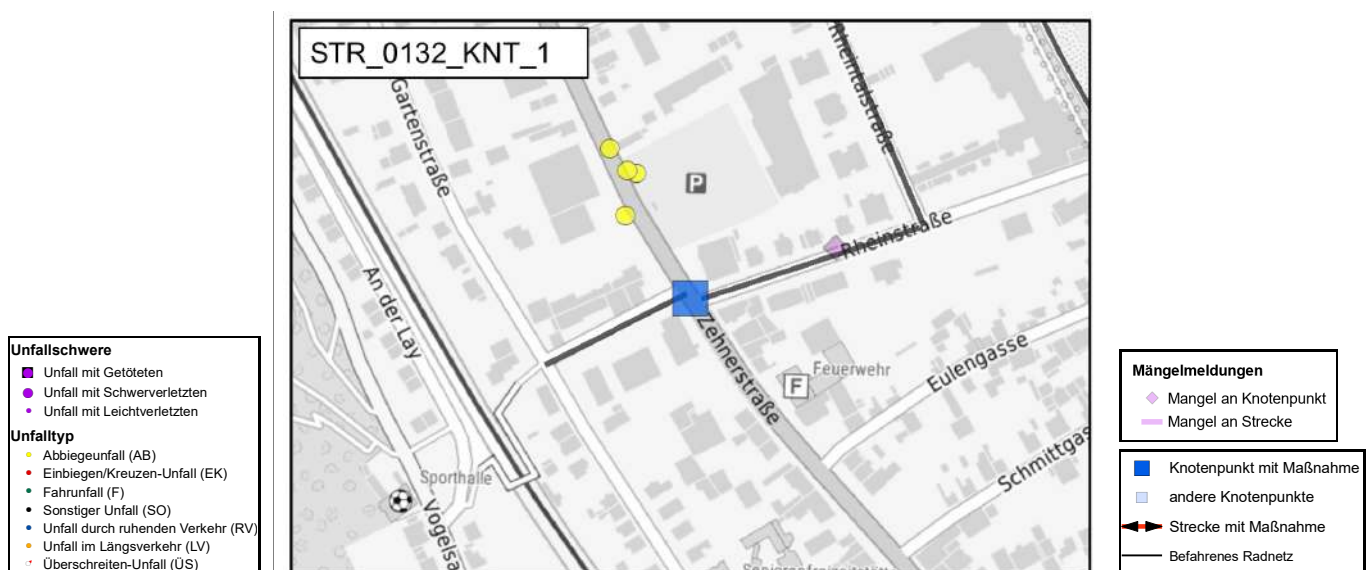 STR_0132_KNT_1
Gartenstraße
Rheintalstraße
P
Rheinstraße
An der Lay
Zehnerstraße
Feuerwehr
F
Eulengasse
Sporthalle
Unfallschwere
Unfall mit Getöteten
Unfall mit Schwerverletzten
Unfall mit Leichtverletzten
Unfalltyp
Abbiegeunfall (AB)
Einbiegen/Kreuzen-Unfall (EK)
Fahrunfall (F)
Sonstiger Unfall (SO)
Unfall durch ruhenden Verkehr (RV)
Unfall im Längsverkehr (LV)
Überschreiten-Unfall (ÜS)
Mängelmeldungen
Mangel an Knotenpunkt
Mangel an Strecke
Knotenpunkt mit Maßnahme
andere Knotenpunkte
Strecke mit Maßnahme
Befahrenes Radnetz
Schmittgas
Vogelsa